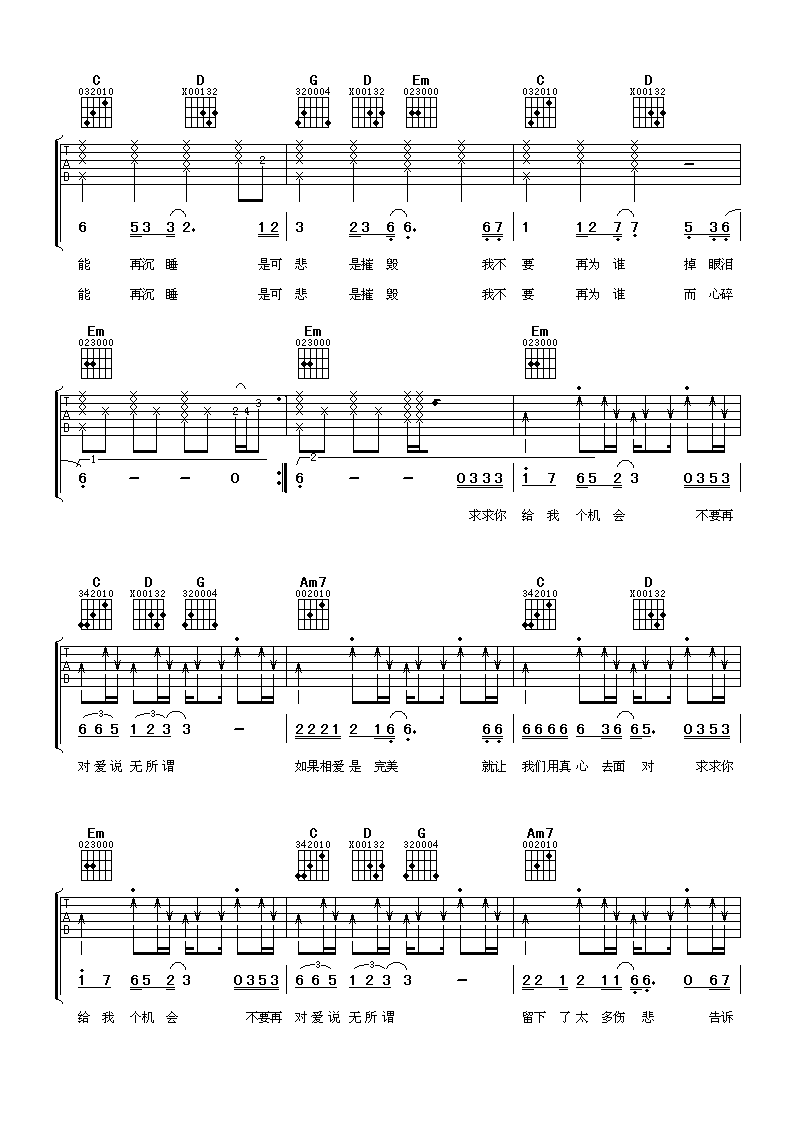 C D G D Em C D
032010 X00132 320004 X00132 023000 032010 X00132
T A B 2
6 53 3 2. 12 3 23 6 6. 67 1 12 7 7 5 36
能 再沉 睡 是可 悲 是摧 毁 我不 要 再为 谁 掉 眼泪
能 再沉 睡 是可 悲 是摧 毁 我不 要 再为 谁 而 心碎
Em Em Em
023000 023000 023000
T A B 2 4 3
1 2
6 - - 0 6 - - 0333 1 7 65 2 3 0353
求求你 给 我 个机 会 不要再
C D G Am7 C D
342010 X00132 320004 002010 342010 X00132
T A B
3 3
665 123 3 - 2221 2 16 6. 66 6666 6 36 65. 0353
对爱说 无所谓 如果相爱 是 完美 就让 我们用真 心 去面 对 求求你
Em C D G Am7
023000 342010 X00132 320004 002010
T A B
3 3
1 7 65 2 3 0353 665 123 3 - 22 1 2 11 66. 0 67
给 我 个机 会 不要再 对爱说 无所谓 留下 了 太 多伤 悲 告诉